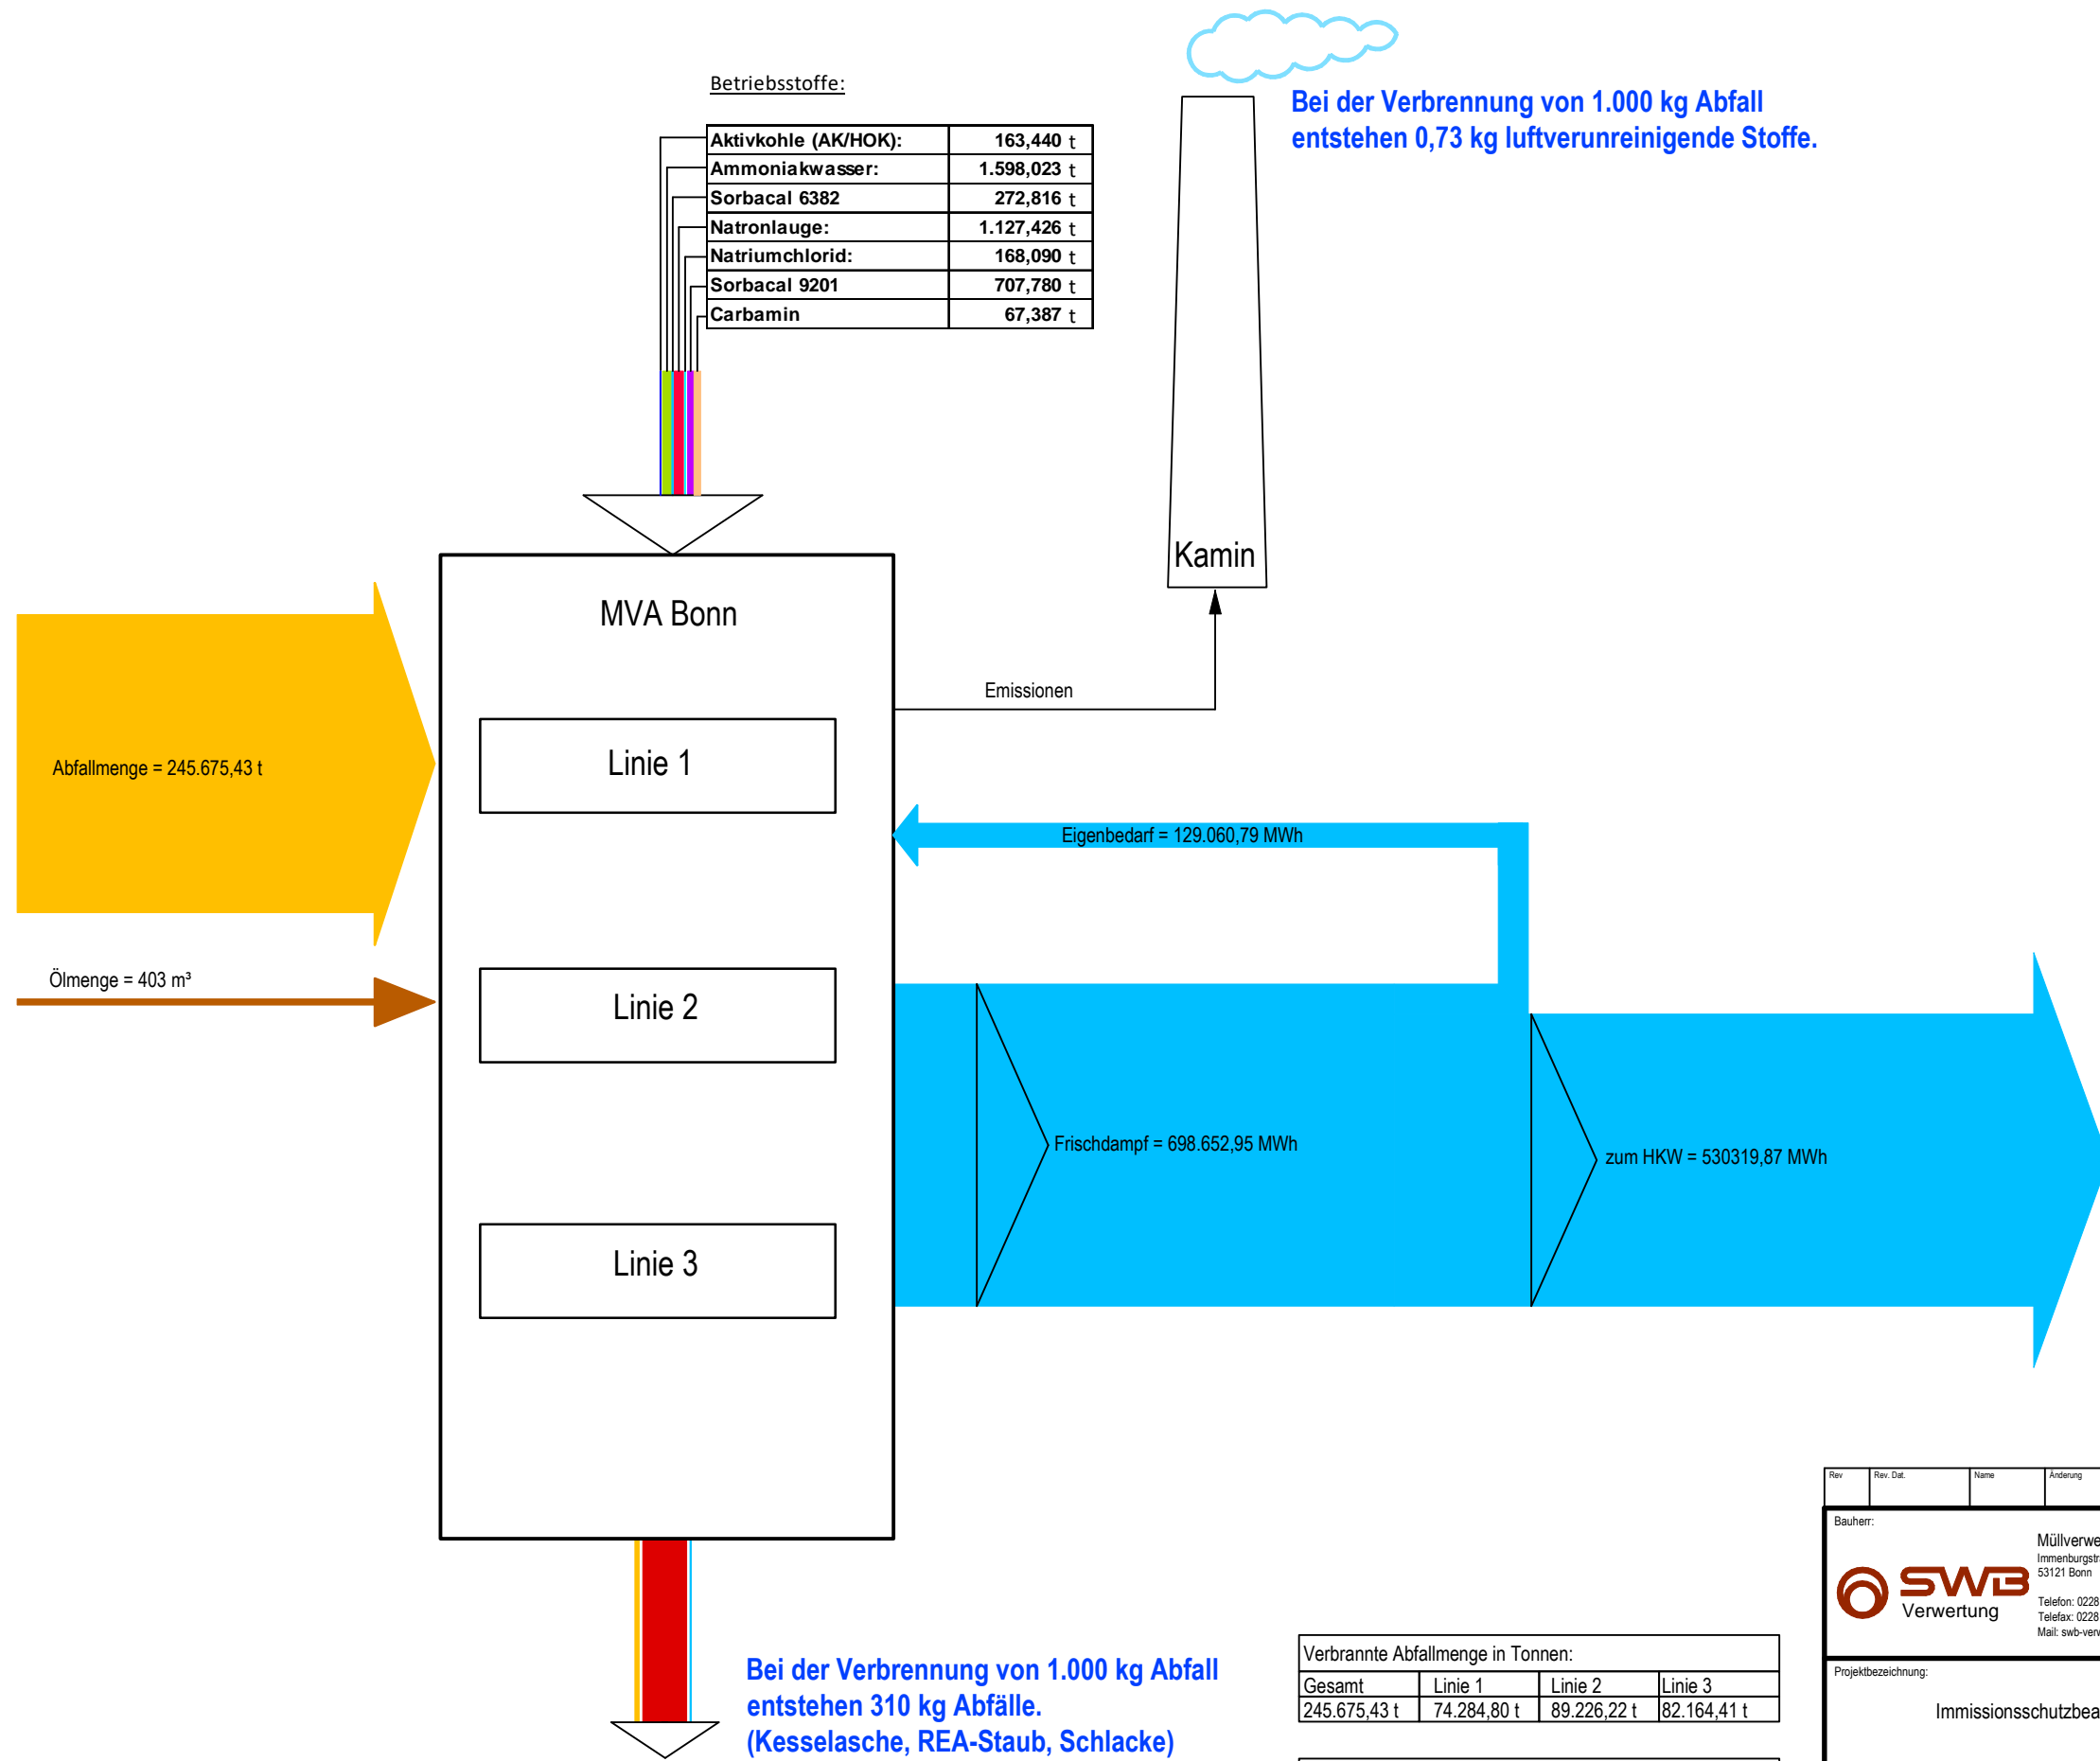 Betriebsstoffe:
Aktivkohle (AK/HOK): 163,440 t
Ammoniakwasser: 1.598,023 t
Sorbacal 6382 272,816 t
Natronlauge: 1.127,426 t
Natriumchlorid: 168,090 t
Sorbacal 9201 707,780 t
Carbamin 67,387 t
Bei der Verbrennung von 1.000 kg Abfall
entstehen 0,73 kg luftverunreinigende Stoffe.
Kamin
MVA Bonn
Emissionen
Linie 1
Abfallmenge = 245.675,43 t
Eigenbedarf = 129.060,79 MWh
Ölmenge = 403 m³
Linie 2
Frischdampf = 698.652,95 MWh
zum HKW = 530319,87 MWh
Linie 3
Bei der Verbrennung von 1.000 kg Abfall
entstehen 310 kg Abfälle.
(Kesselasche, REA-Staub, Schlacke)
Verbrannte Abfallmenge in Tonnen:
Gesamt Linie 1 Linie 2 Linie 3
245.675,43 t 74.284,80 t 89.226,22 t 82.164,41 t
Rev Rev. Dat. Name Änderung
Bauherr:
SWB
Verwertung
Müllverwe
Immenburgstr
53121 Bonn
Telefon: 0228
Telefax: 0228
Mail: swb-verw
Projektbezeichnung:
Immissionsschutzbea